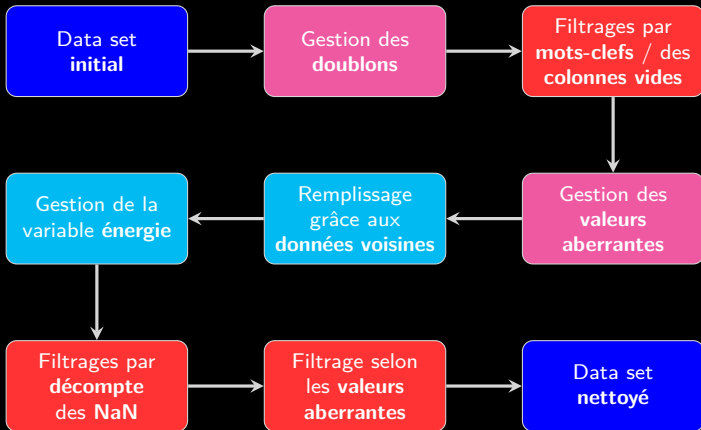 Data set
initial
Gestion des
doublons
Filtrages par
mots-clefs / des
colonnes vides
Gestion des
valeurs
aberrantes
Remplissage
grâce aux
données voisines
Gestion de la
variable énergie
Filtrages par
décompte
des NaN
Filtrage selon
les valeurs
aberrantes
Data set
nettoyé